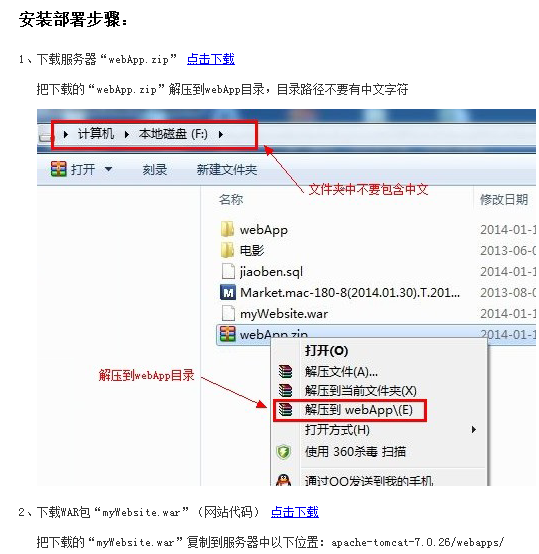 安装部署步骤：
1、下载服务器“webApp.zip” 点击下载
把下载的“webApp.zip”解压到webApp目录，目录路径不要有中文字符
计算机 本地磁盘 (F:)
打开 刻录 新建文件夹
文件夹中不要包含中文
名称 修改日期
webApp 2014-01-1
电影 2013-06-0
jiaoben.sql 2014-01-1
Market.mac-180-8(2014.01.30).T.201... 2013-08-0
myWebsite.war 2014-01-1
webApp.zip 2014-01-1
打开(O)
解压文件(A)...
解压到webApp目录
解压到当前文件夹(X)
解压到 webApp\(E)
打开方式(H)
使用 360杀毒 扫描
通过QQ发送到我的手机
2、下载WAR包“myWebsite.war”（网站代码） 点击下载
把下载的“myWebsite.war”复制到服务器中以下位置：apache-tomcat-7.0.26/webapps/